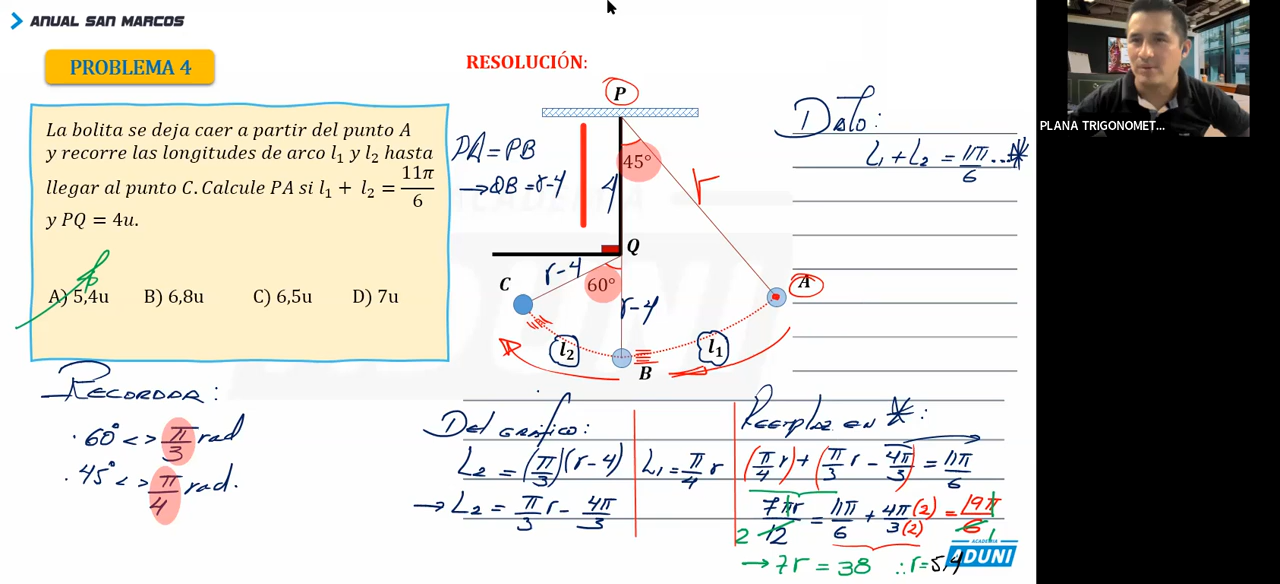 ANUAL SAN MARCOS
PROBLEMA 4
La bolita se deja caer a partir del punto A
y recorre las longitudes de arco l₁ y l₂ hasta
llegar al punto C. Calcule PA si l₁ + l₂ = 11π/6
y PQ = 4u.
A) 5,4u B) 6,8u C) 6,5u D) 7u
RECORDAR:
· 60° < > π/3 rad
· 45° < > π/4 rad.
RESOLUCIÓN:
PA = PB
→ QB = r-4
P
45°
4
r
Q
r-4
60°
r-4
C
A
l₂
l₁
B
Dato:
L₁ + L₂ = 11π/6 ...*
Del gráfico:
L₂ = (π/3)(r-4)
→ L₂ = π/3 r - 4π/3
L₁ = π/4 r
Reemplaz. en *:
(π/4 r) + (π/3 r - 4π/3) = 11π/6
7πr/12 = 11π/6 + 4π(2)/3(2) = 19π/6
2 1 1
→ 7r = 38 ∴ r = 5,4
ACADEMIA
ADUNI
PLANA TRIGONOMET...